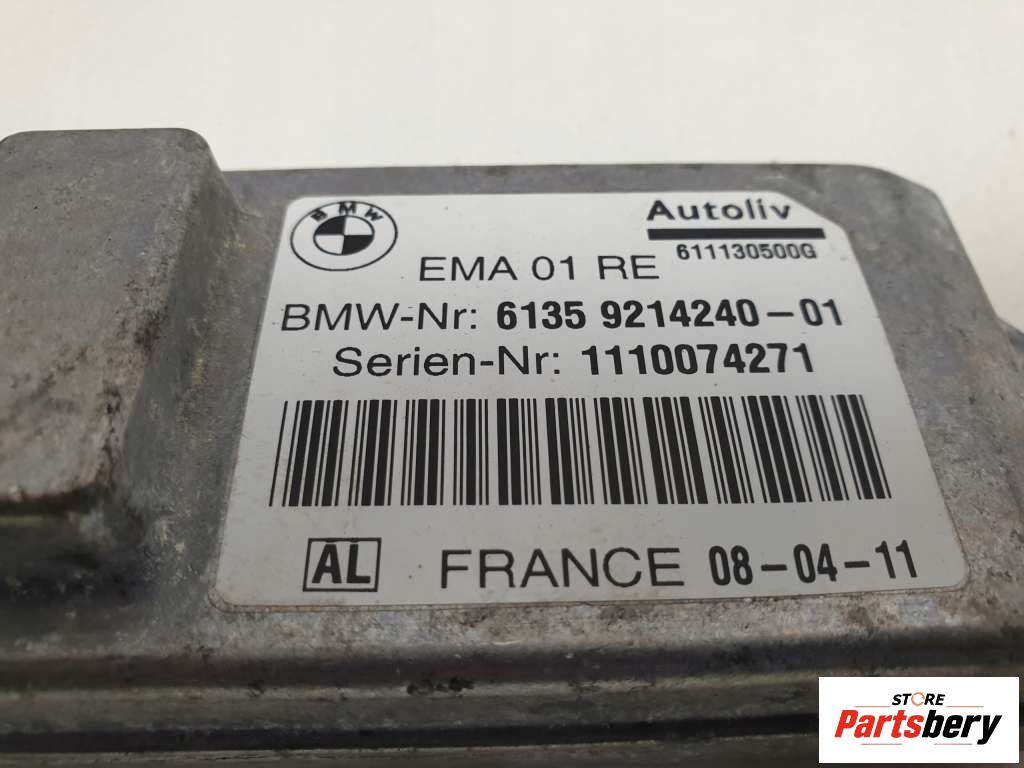 BMW
Autoliv
611130500G
EMA 01 RE
BMW-Nr: 6135 9214240-01
Serien-Nr: 1110074271
AL FRANCE 08-04-11
STORE
Partsbery